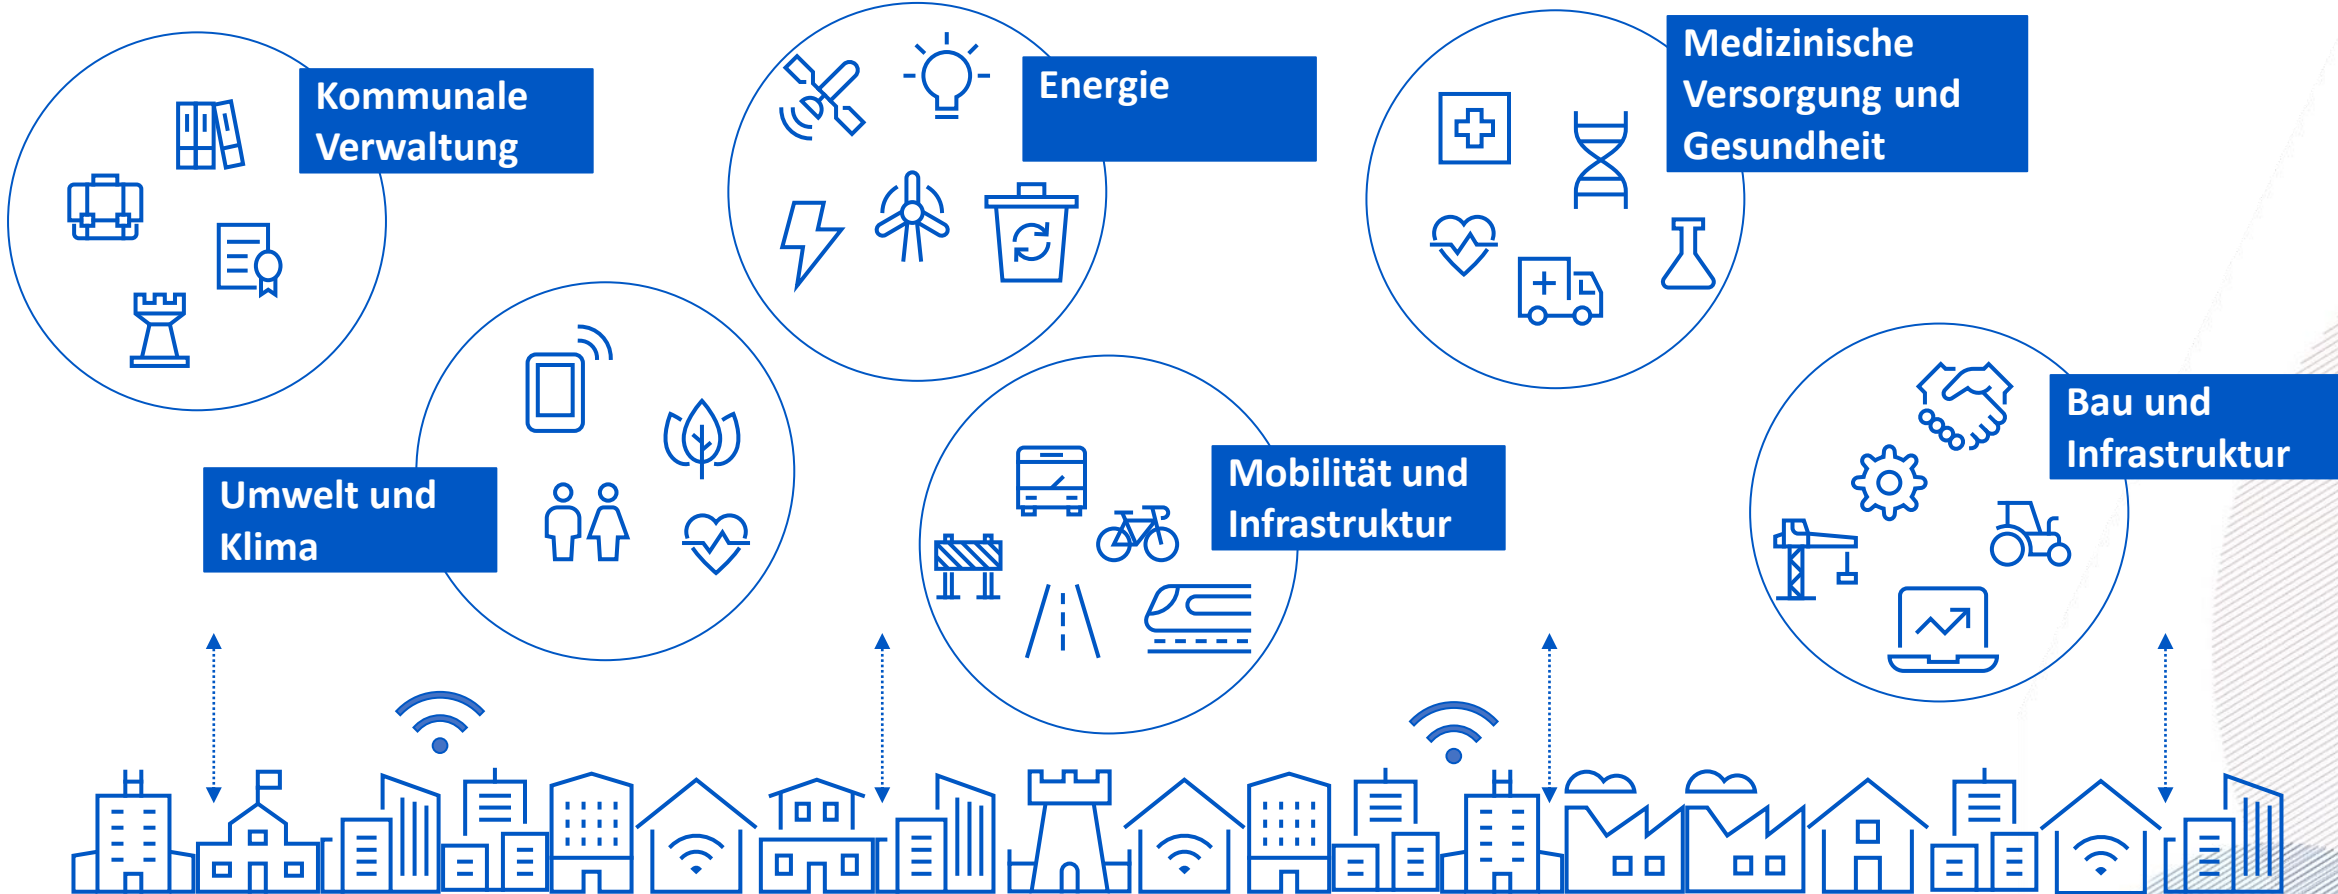 Kommunale
Verwaltung
Energie
Medizinische
Versorgung und
Gesundheit
Umwelt und
Klima
Mobilität und
Infrastruktur
Bau und
Infrastruktur